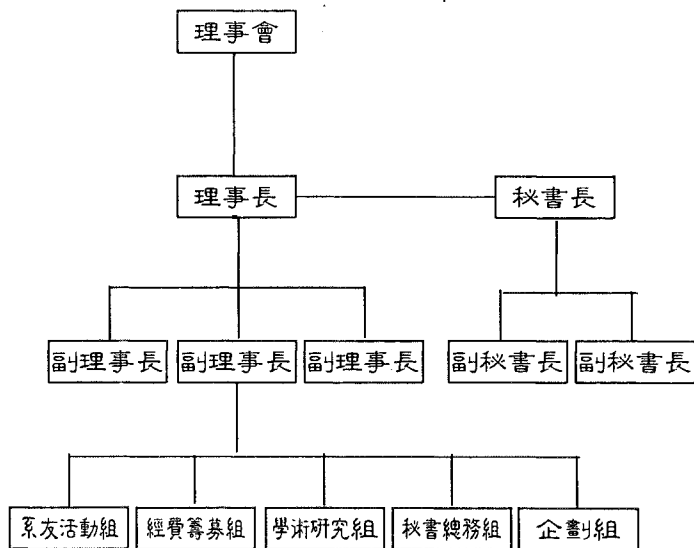 理事會
理事長
秘書長
副理事長
副理事長
副理事長
副秘書長
副秘書長
系友活動組
經費籌募組
學術研究組
秘書總務組
企劃組